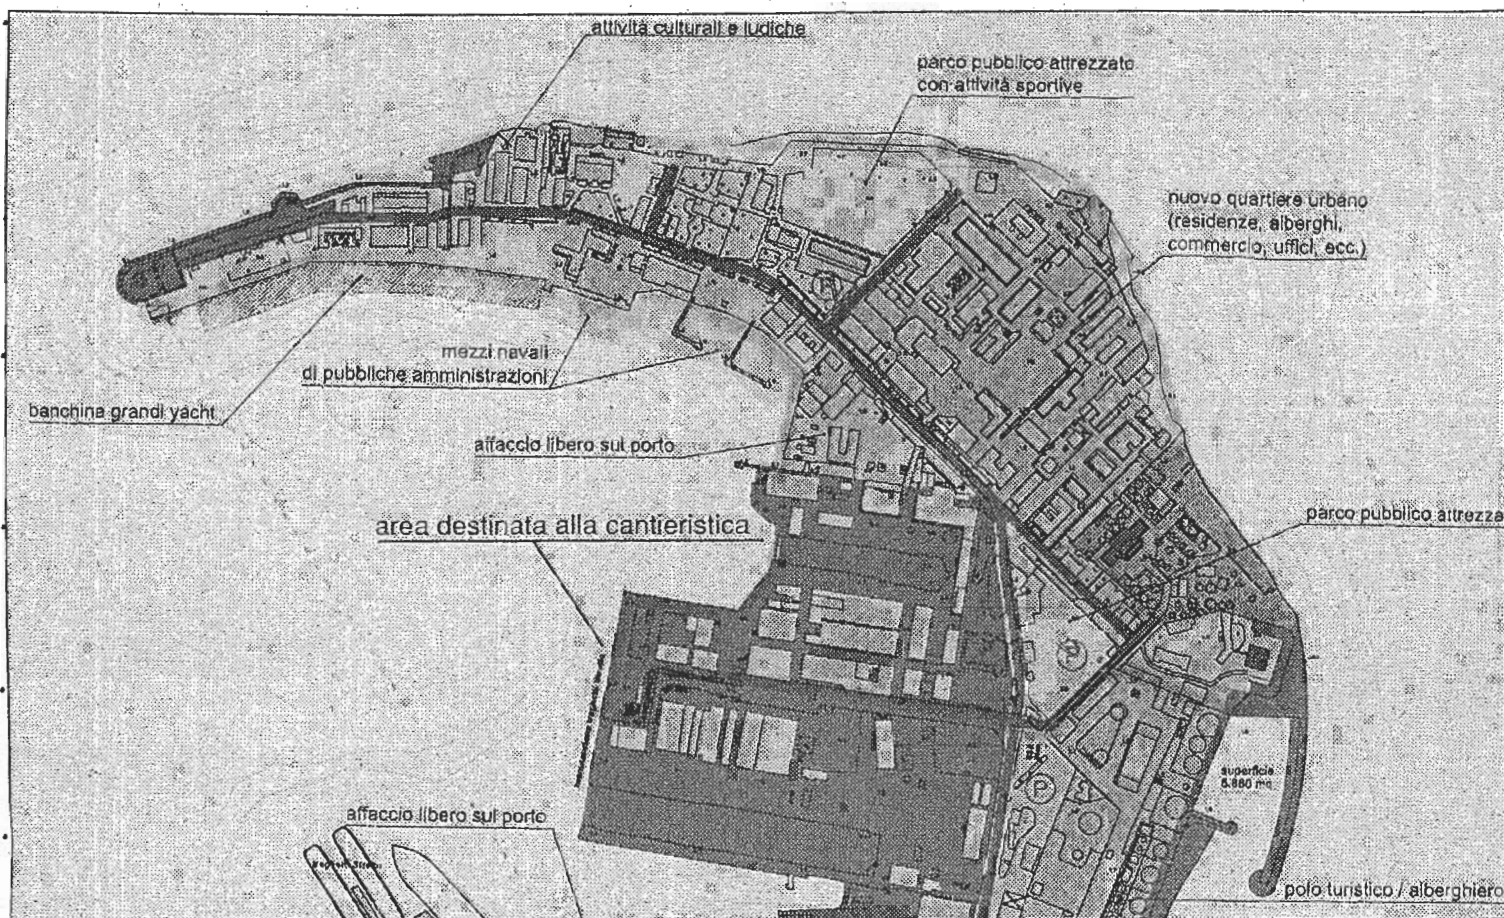 attività culturali e ludiche
parco pubblico attrezzato
con attività sportive
nuovo quartiere urbano
(residenze, alberghi,
commercio, uffici, ecc.)
mezzi navali
di pubbliche amministrazioni
banchina grandi yacht
affaccio libero sul porto
area destinata alla cantieristica
parco pubblico attrezza
P
P
P
superficie
affaccio libero sul porto
polo turistico / alberghiero